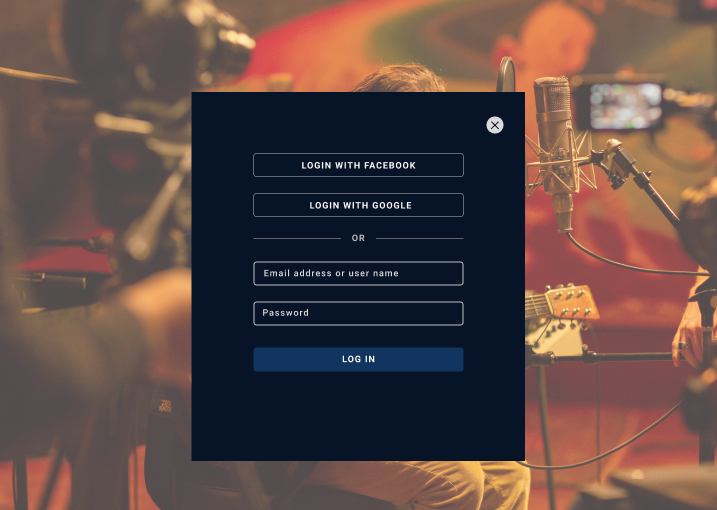 LOGIN WITH FACEBOOK
LOGIN WITH GOOGLE
OR
Email address or user name
Password
LOG IN